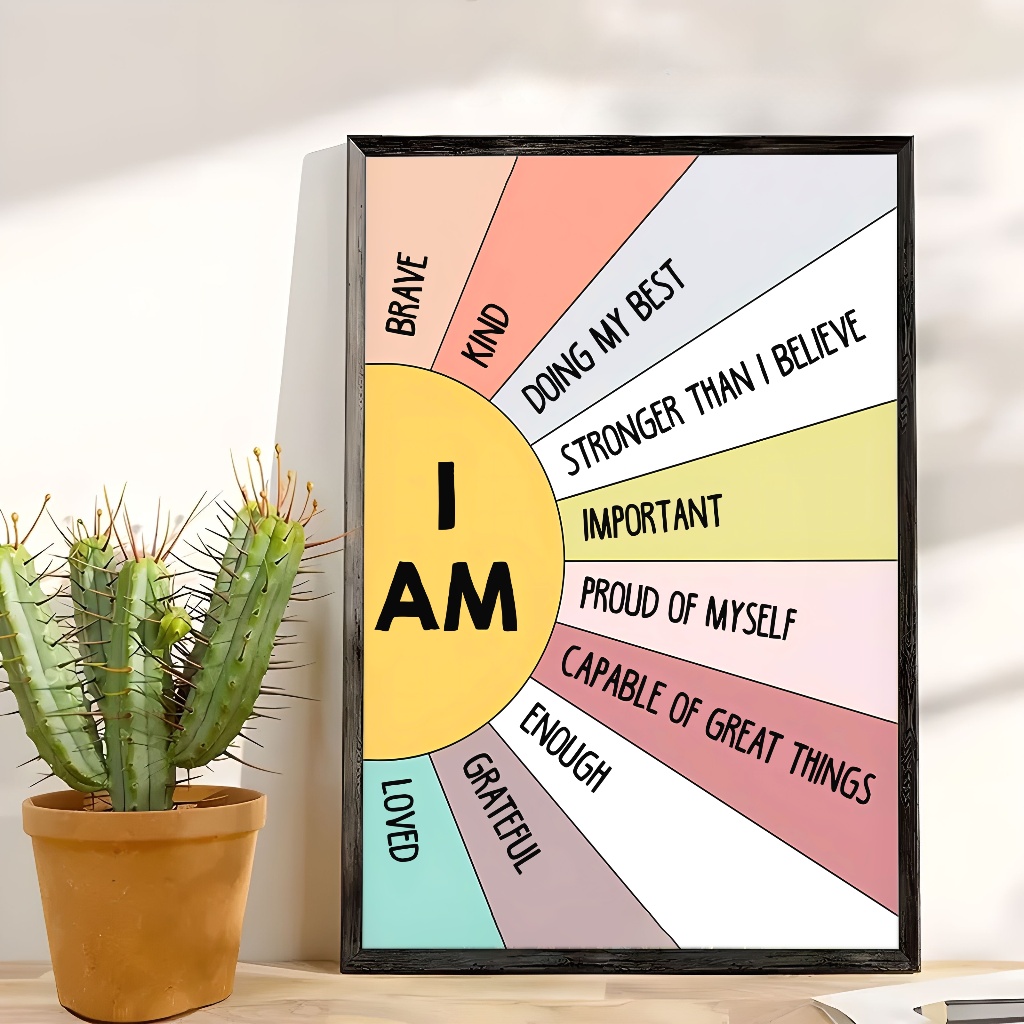 I
AM
BRAVE
KIND
DOING MY BEST
STRONGER THAN I BELIEVE
IMPORTANT
PROUD OF MYSELF
CAPABLE OF GREAT THINGS
ENOUGH
GRATEFUL
LOVED